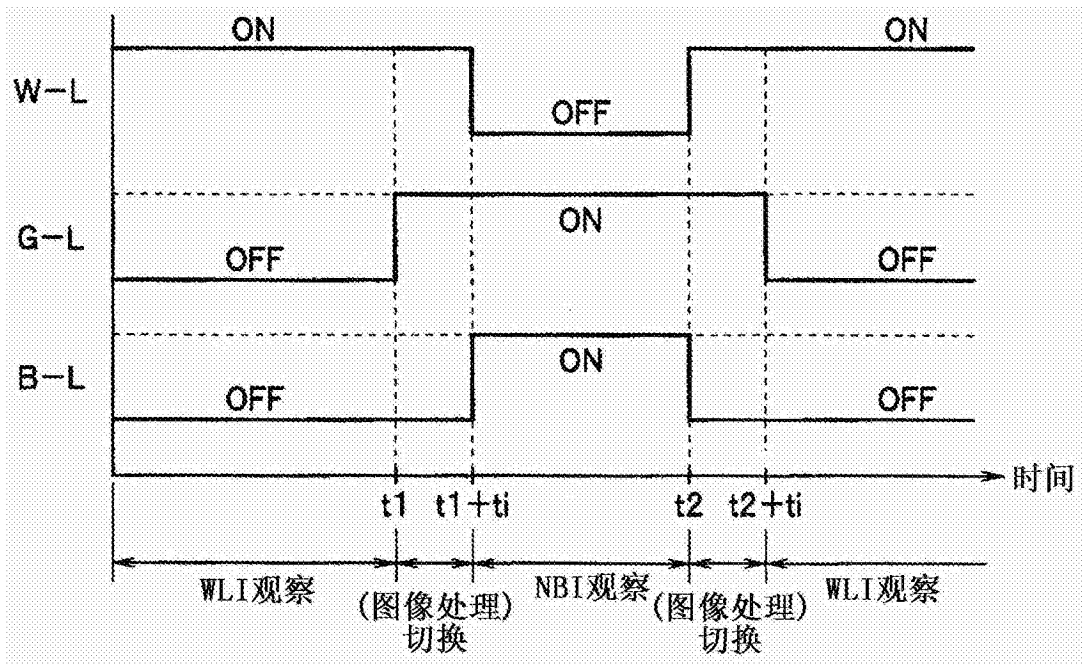 ON ON
W-L
OFF
ON
G-L
OFF OFF
ON
B-L
OFF OFF
时间
t1 t1+ti t2 t2+ti
WLI观察 NBI观察 WLI观察
(图像处理) (图像处理)
切换 切换